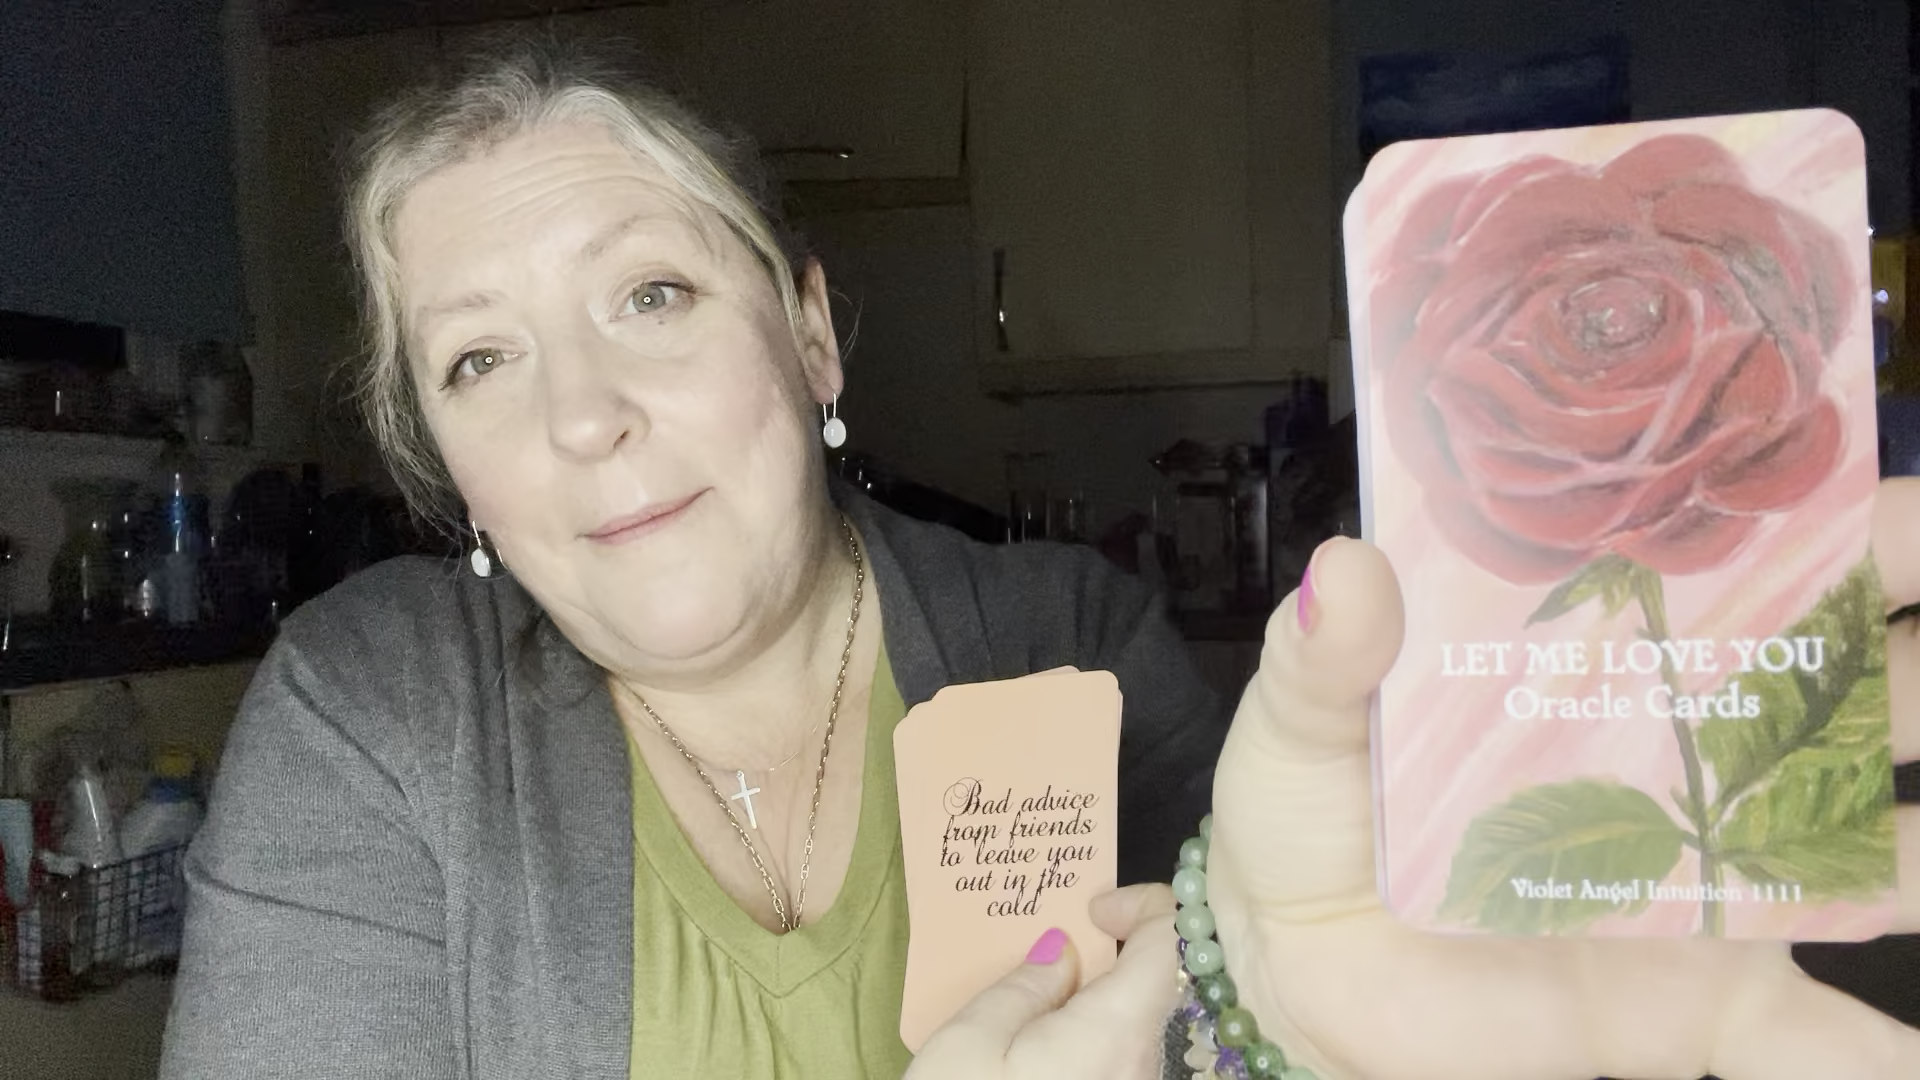 Bad advice
from friends
to leave you
out in the
cold
LET ME LOVE YOU
Oracle Cards
Violet Angel Intuition 1111